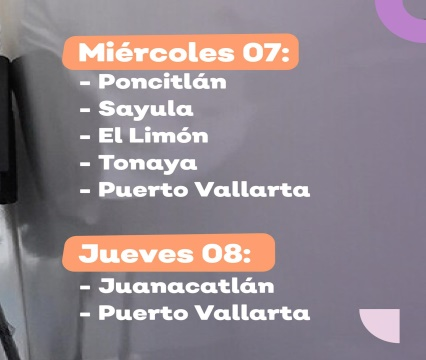 Miércoles 07:
- Poncitlán
- Sayula
- El Limón
- Tonaya
- Puerto Vallarta
Jueves 08:
- Juanacatlán
- Puerto Vallarta